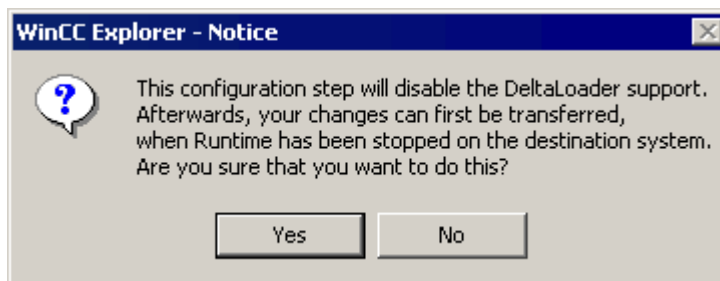 WinCC Explorer - Notice
This configuration step will disable the DeltaLoader support.
Afterwards, your changes can first be transferred,
when Runtime has been stopped on the destination system.
Are you sure that you want to do this?
Yes No